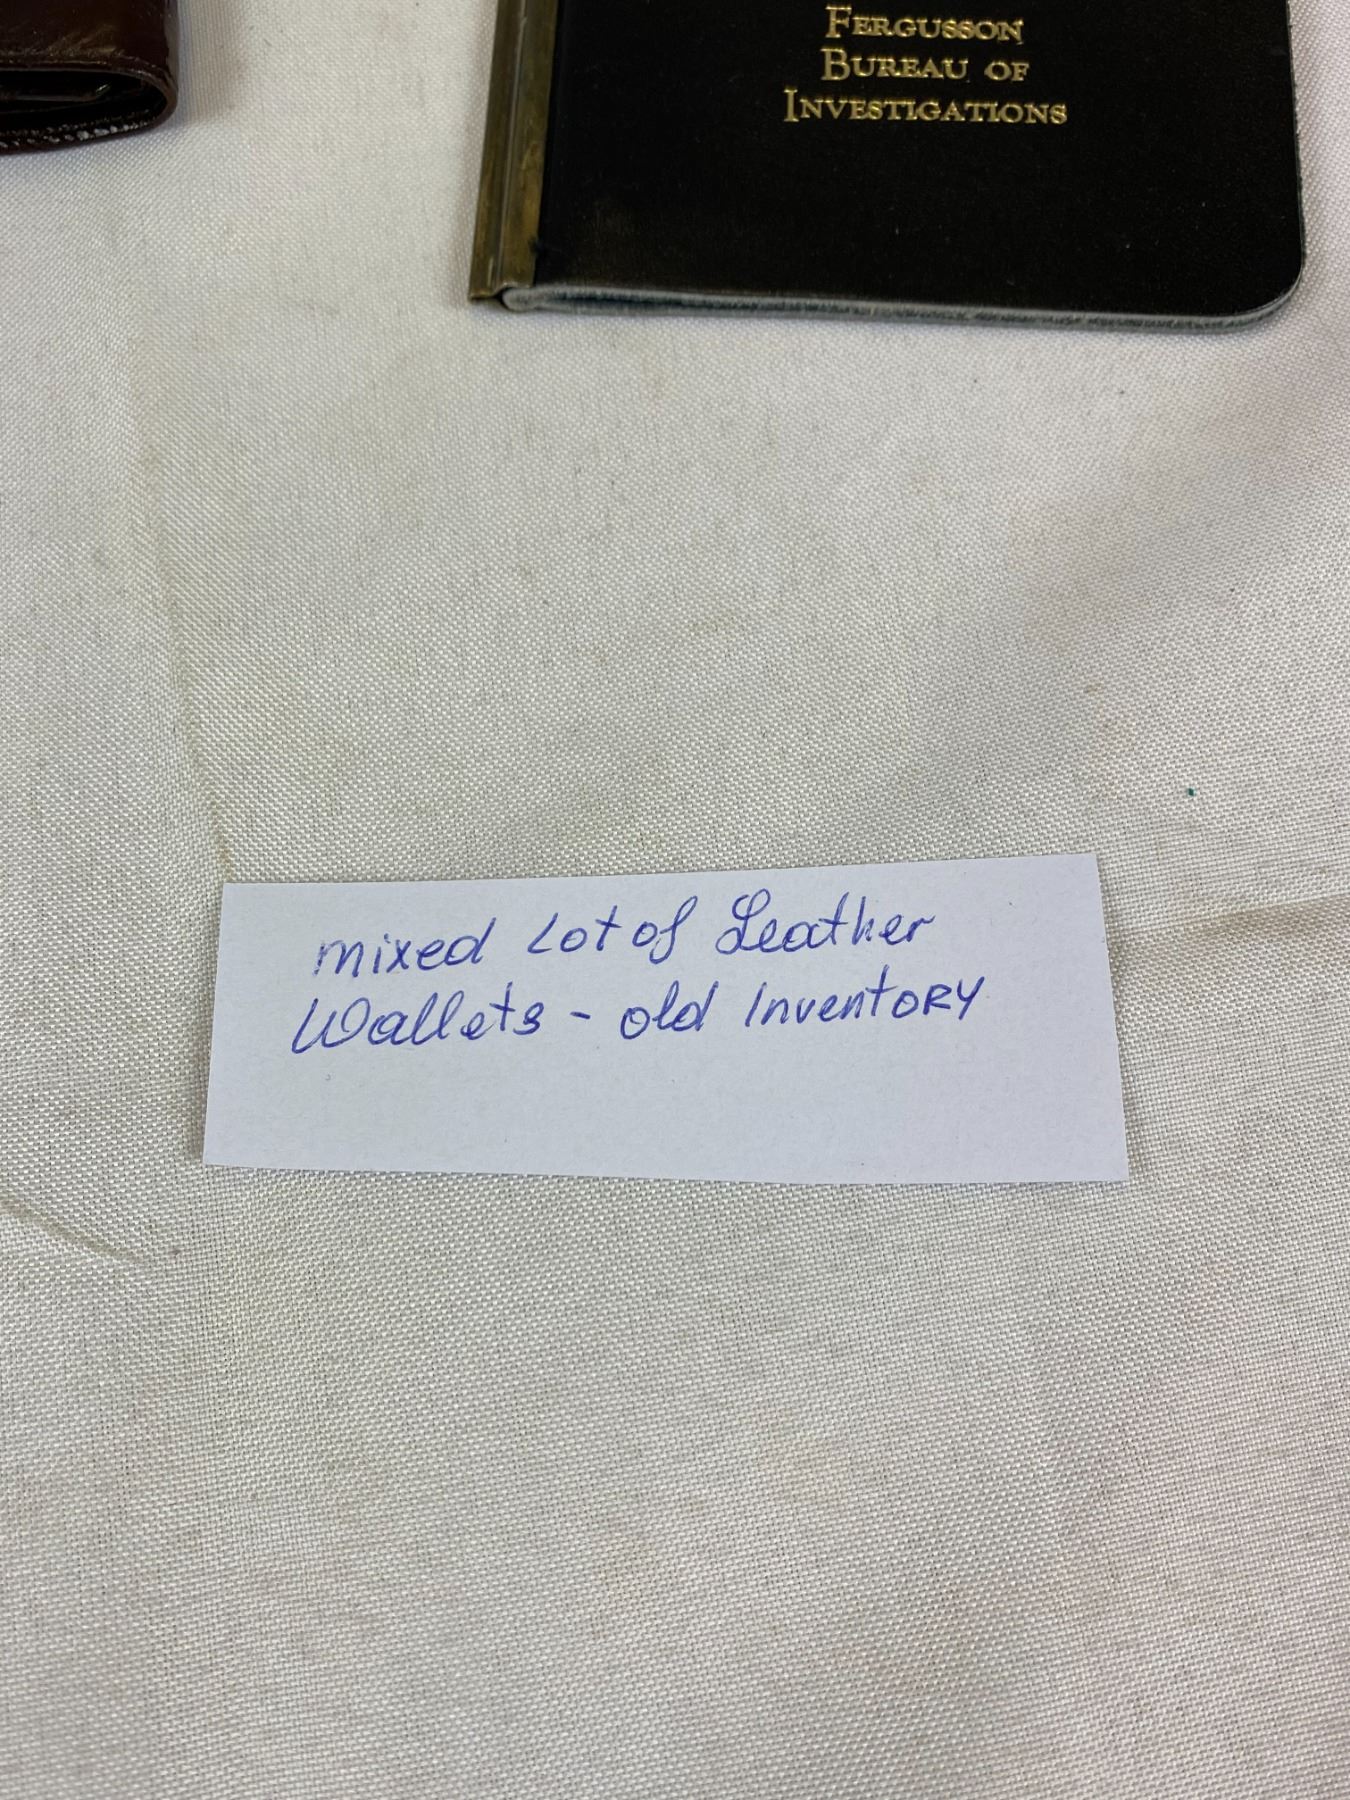 Fergusson
Bureau of
Investigations
mixed Lot of Leather
Wallets - old InventORY